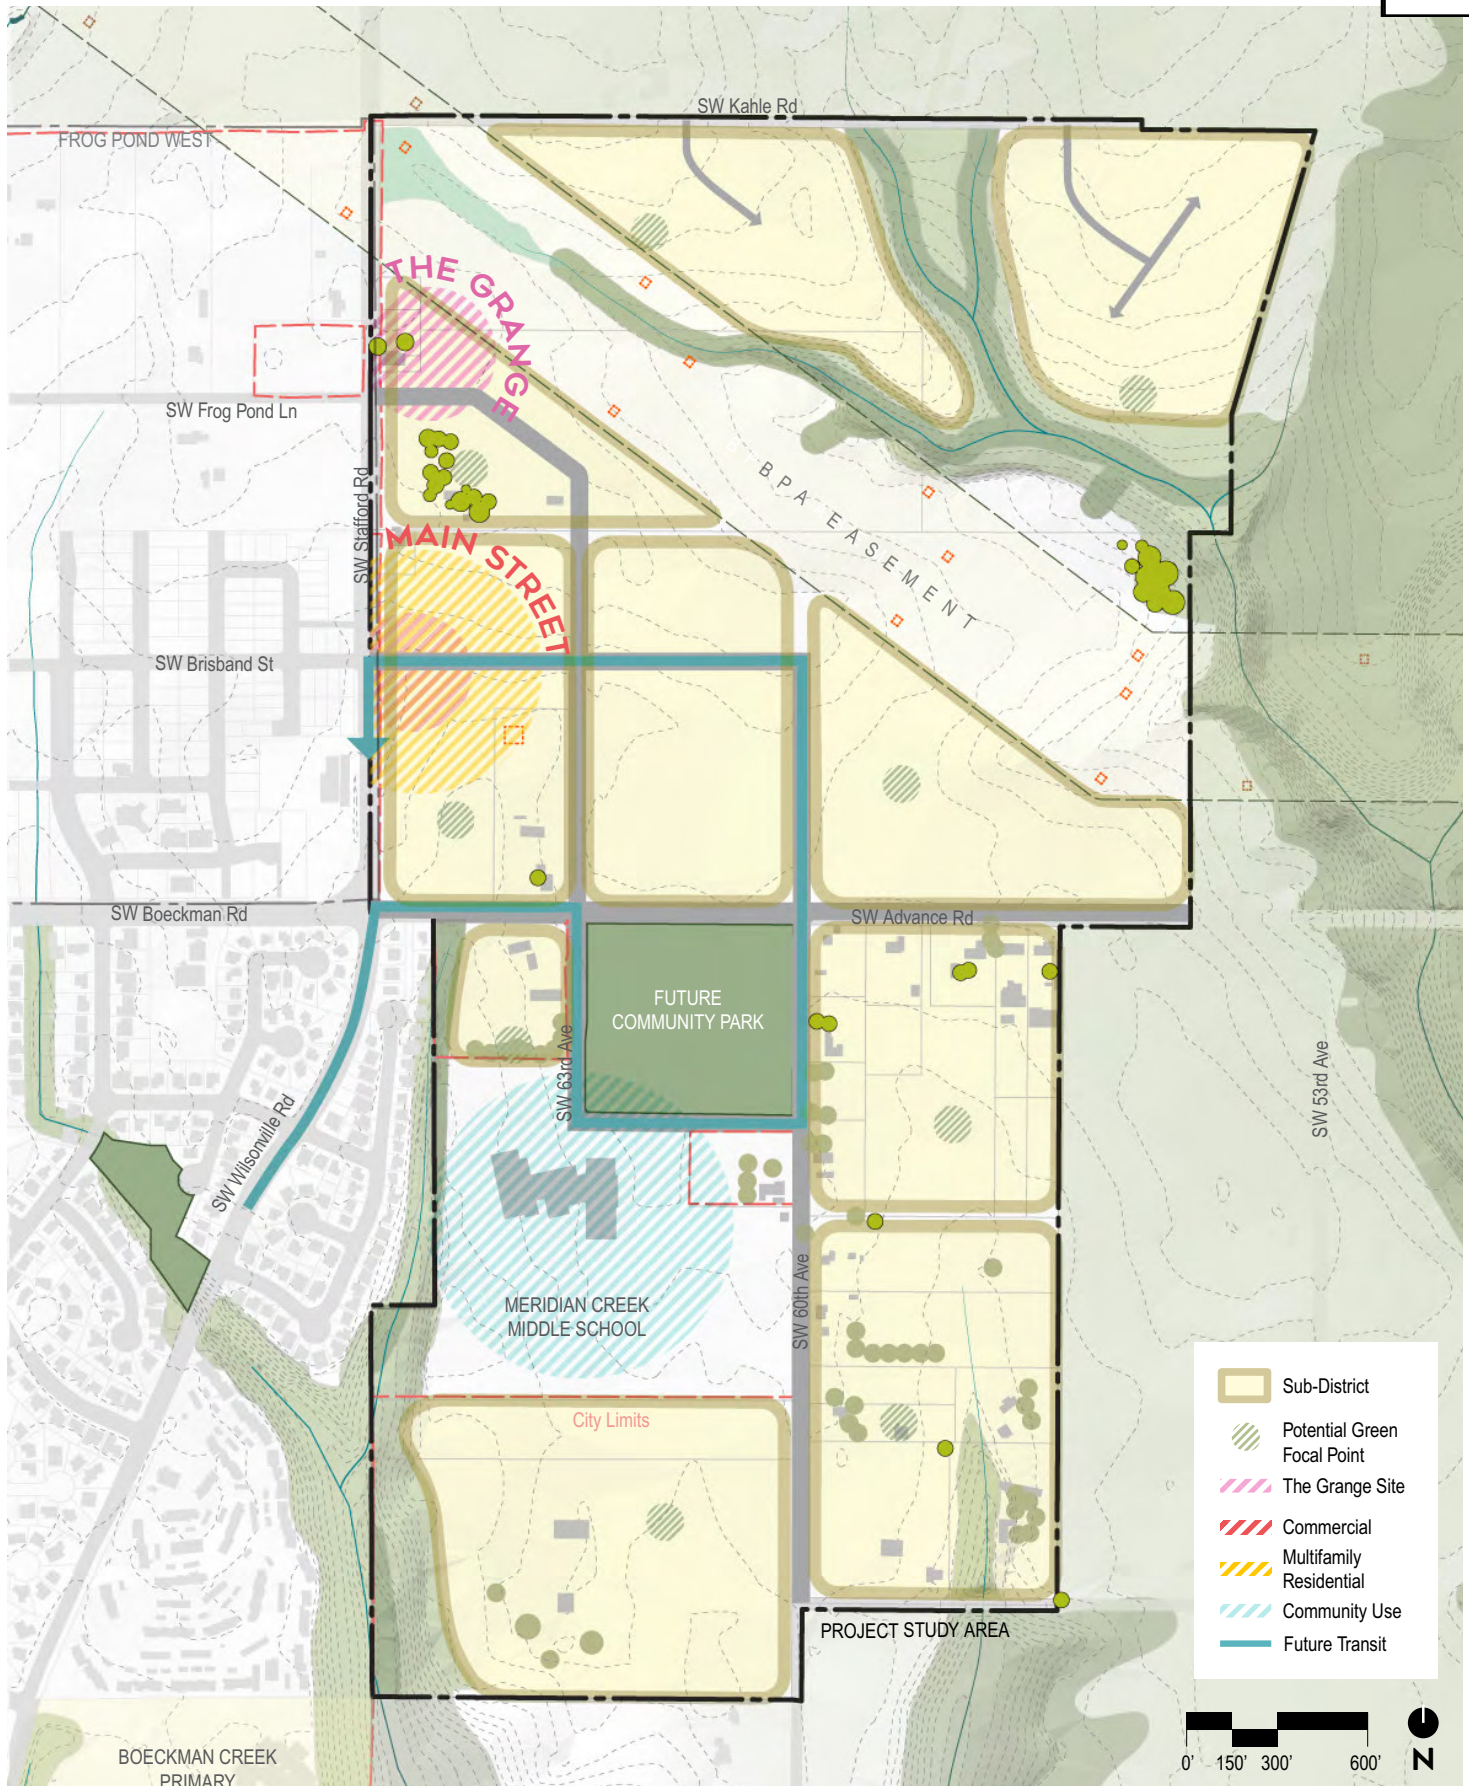 SW Kahle Rd
FROG POND WEST
THE GRANGE
SW Frog Pond Ln
SW Stafford Rd
BPA EASEMENT
MAIN STREET
SW Brisband St
SW Boeckman Rd
SW Advance Rd
FUTURE
COMMUNITY PARK
SW 63rd Ave
SW 53rd Ave
SW Wilsonville Rd
SW 60th Ave
MERIDIAN CREEK
MIDDLE SCHOOL
City Limits
PROJECT STUDY AREA
BOECKMAN CREEK
PRIMARY
Sub-District
Potential Green
Focal Point
The Grange Site
Commercial
Multifamily
Residential
Community Use
Future Transit
0' 150' 300' 600'
N